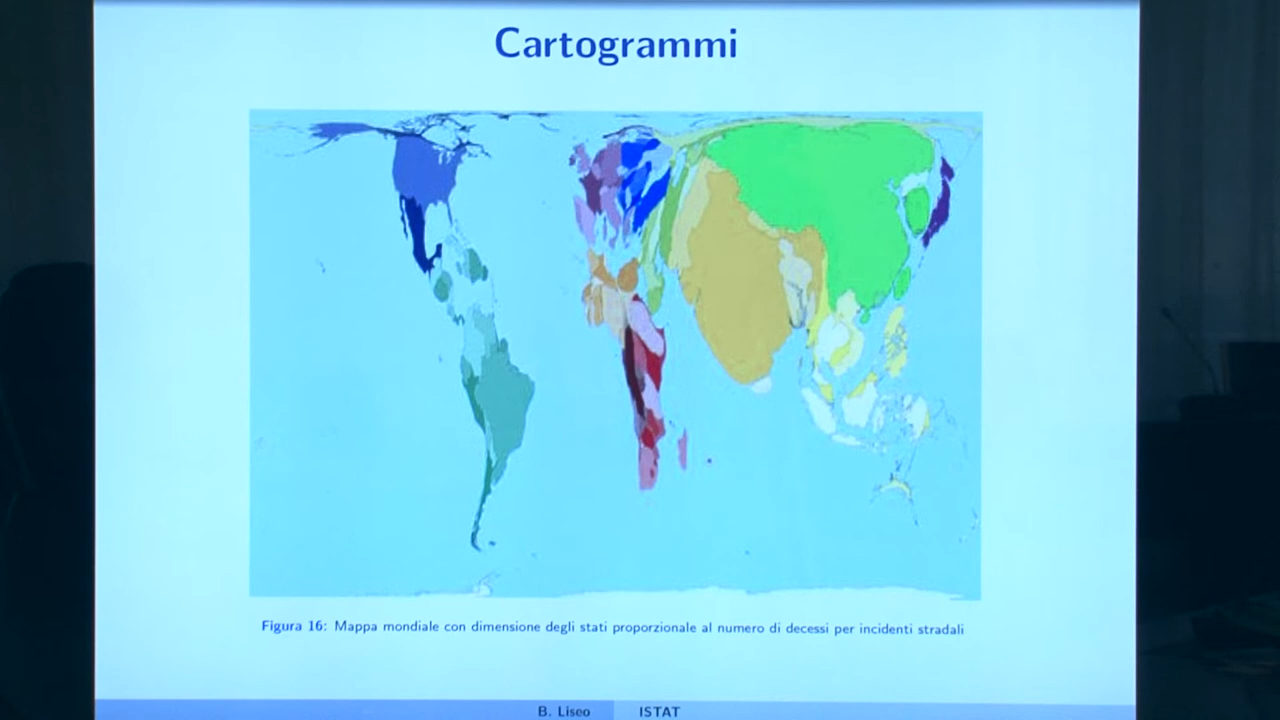 Cartogrammi
Figura 16: Mappa mondiale con dimensione degli stati proporzionale al numero di decessi per incidenti stradali
B. Liseo ISTAT